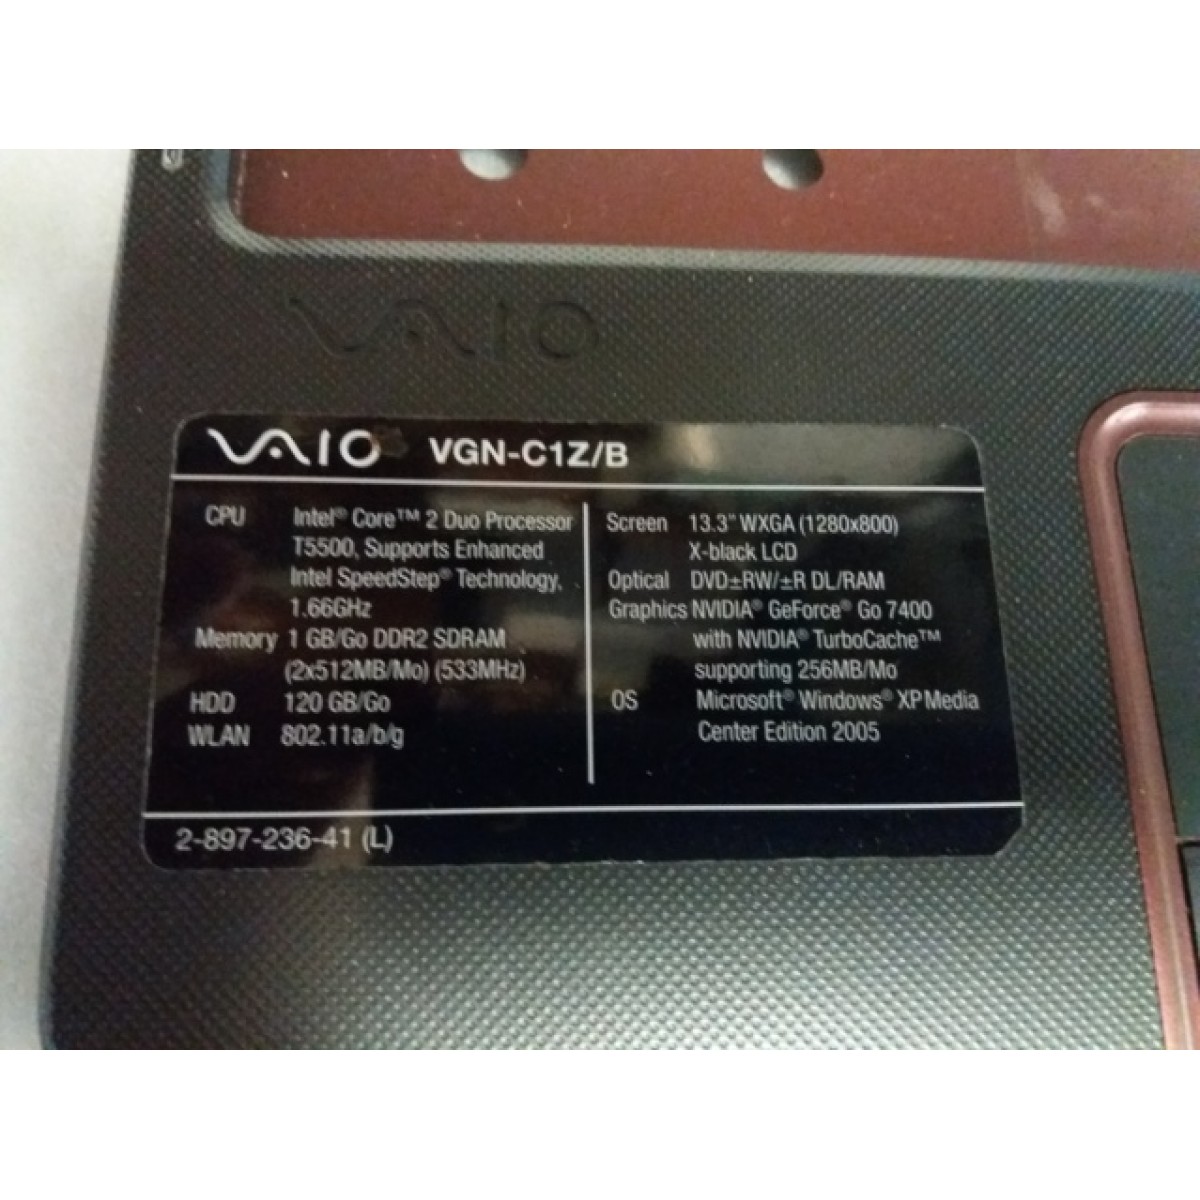 VAIO
VAIO VGN-C1Z/B
CPU Intel® Core™ 2 Duo Processor
T5500, Supports Enhanced
Intel SpeedStep® Technology,
1.66GHz
Memory 1 GB/Go DDR2 SDRAM
(2x512MB/Mo) (533MHz)
HDD 120 GB/Go
WLAN 802.11a/b/g
Screen 13.3" WXGA (1280x800)
X-black LCD
Optical DVD±RW/±R DL/RAM
Graphics NVIDIA® GeForce® Go 7400
with NVIDIA® TurboCache™
supporting 256MB/Mo
OS Microsoft® Windows® XP Media
Center Edition 2005
2-897-236-41 (L)